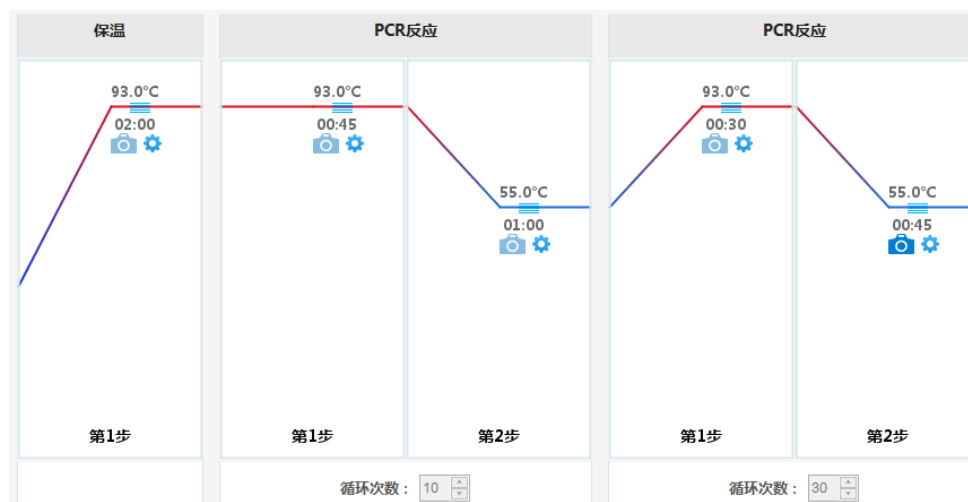 保温
PCR反应
PCR反应
93.0°C
02:00
93.0°C
00:45
55.0°C
01:00
93.0°C
00:30
55.0°C
00:45
第1步
第1步
第2步
第1步
第2步
循环次数： 10
循环次数： 30